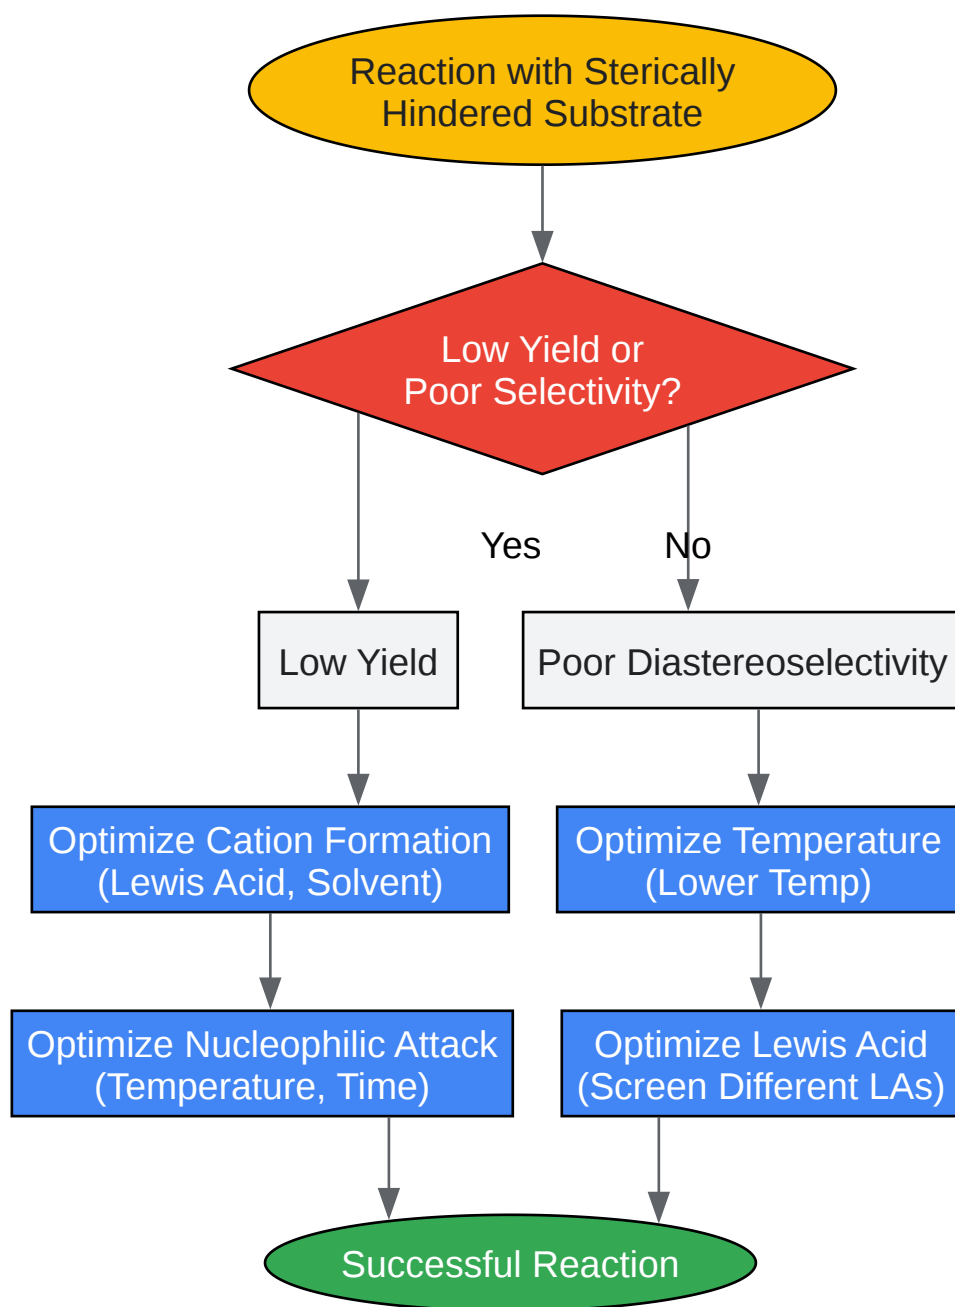 Reaction with Sterically
Hindered Substrate
Low Yield or
Poor Selectivity?
Yes
No
Low Yield
Poor Diastereoselectivity
Optimize Cation Formation
(Lewis Acid, Solvent)
Optimize Temperature
(Lower Temp)
Optimize Nucleophilic Attack
(Temperature, Time)
Optimize Lewis Acid
(Screen Different LAs)
Successful Reaction